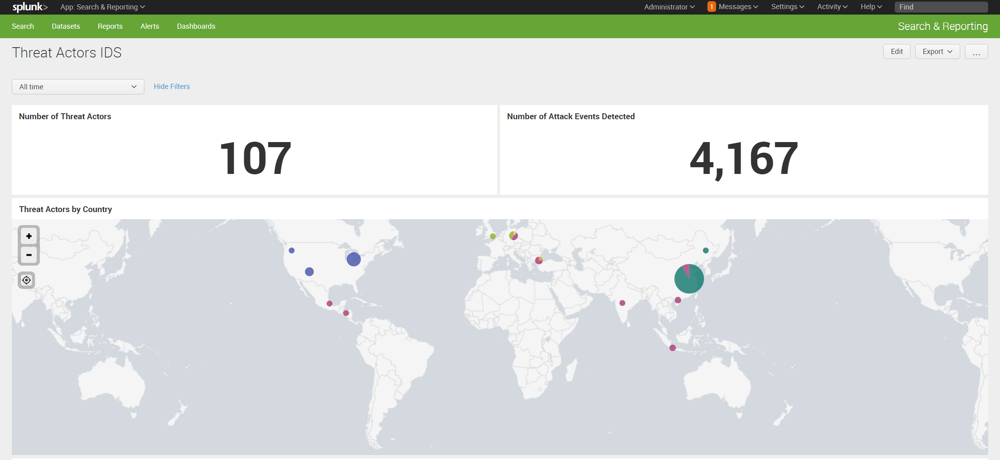 splunk> App: Search & Reporting Administrator 1 Messages Settings Activity Help Find
Search Datasets Reports Alerts Dashboards Search & Reporting
Threat Actors IDS Edit Export ...
All time Hide Filters
Number of Threat Actors
107
Number of Attack Events Detected
4,167
Threat Actors by Country
+
-